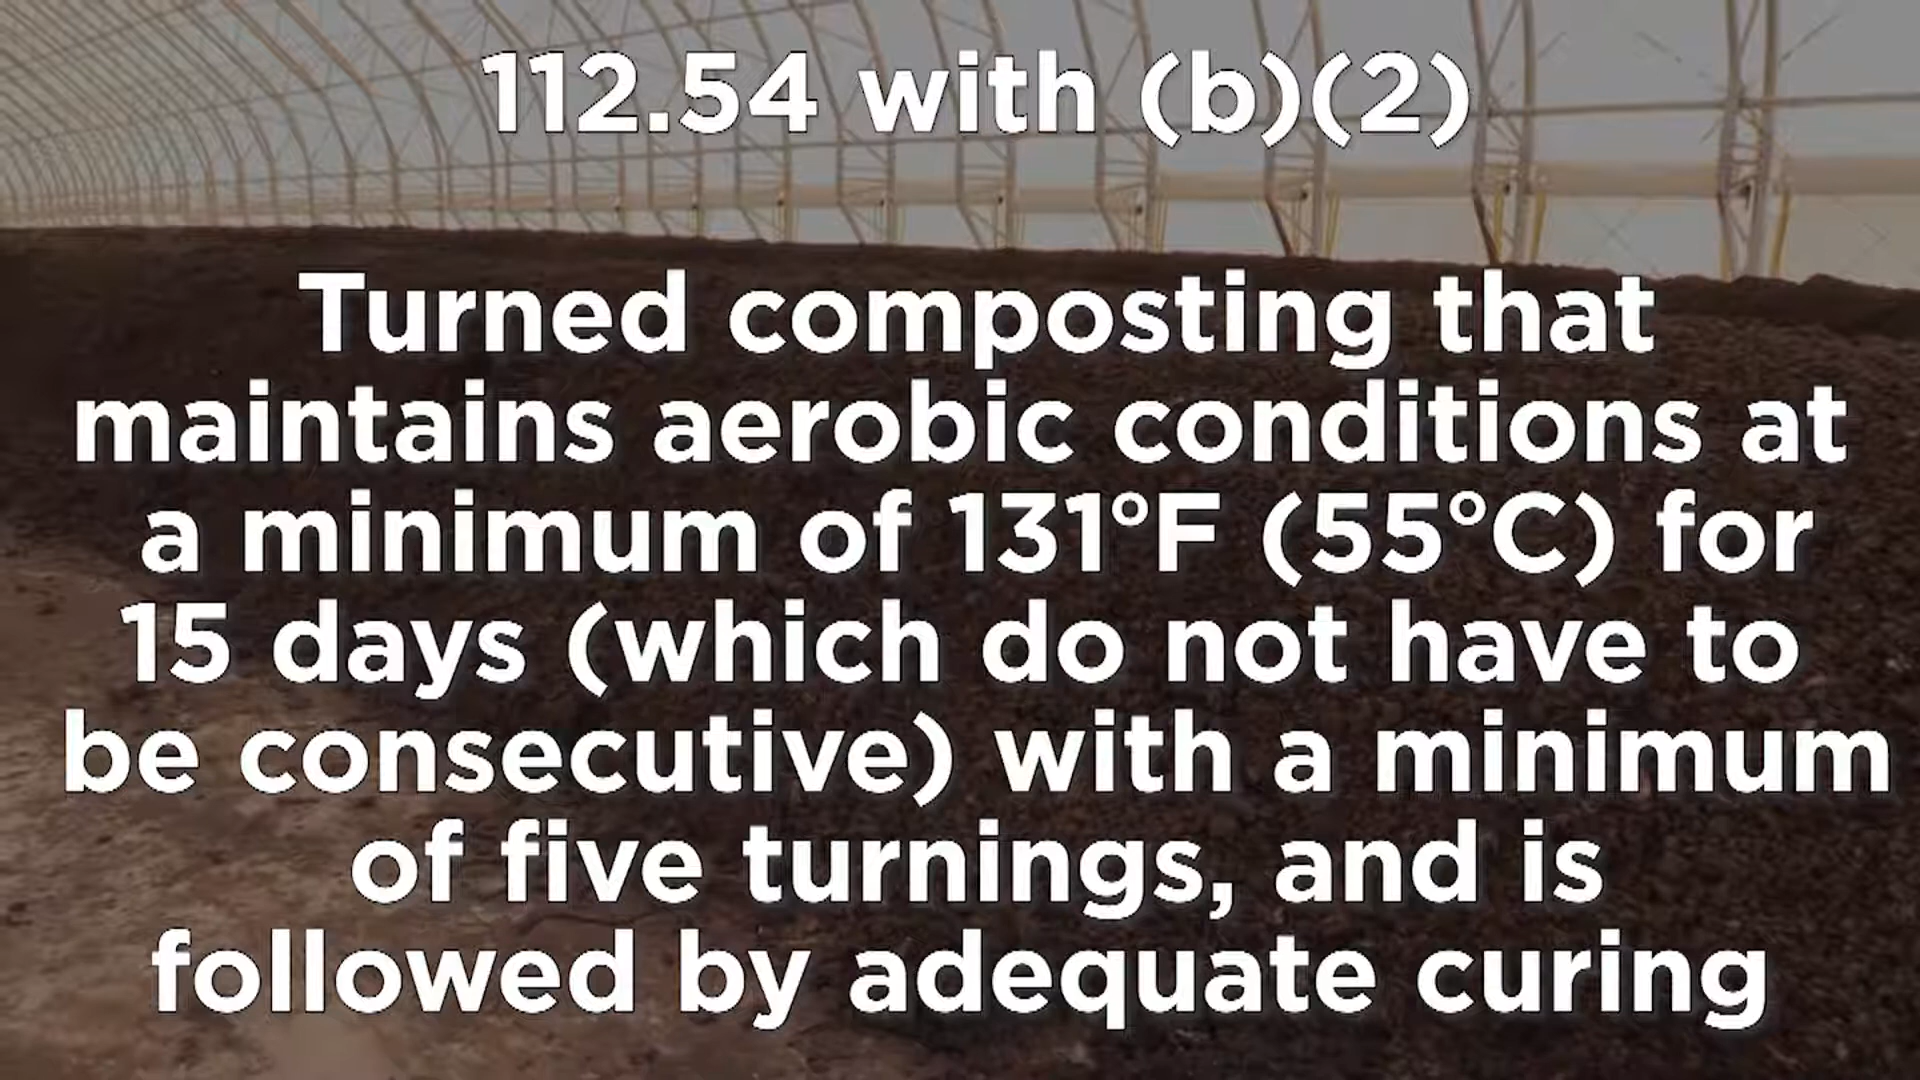 112.54 with (b)(2)
Turned composting that
maintains aerobic conditions at
a minimum of 131°F (55°C) for
15 days (which do not have to
be consecutive) with a minimum
of five turnings, and is
followed by adequate curing